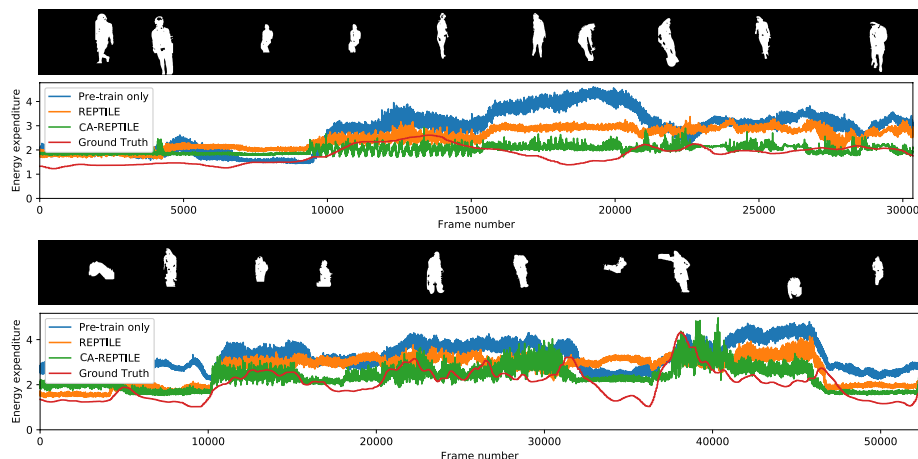 Energy expenditure
4
3
2
1
0
Pre-train only
REPTILE
CA-REPTILE
Ground Truth
0 5000 10000 15000 20000 25000 30000
Frame number
Energy expenditure
4
2
0
Pre-train only
REPTILE
CA-REPTILE
Ground Truth
0 10000 20000 30000 40000 50000
Frame number